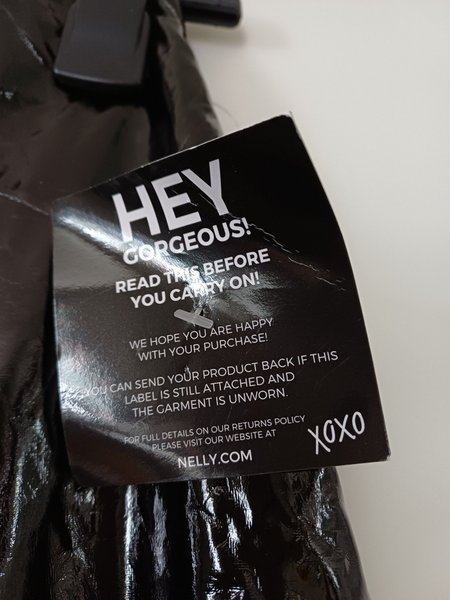 HEY
GORGEOUS!
READ THIS BEFORE
YOU CARRY ON!
WE HOPE YOU ARE HAPPY
WITH YOUR PURCHASE!
YOU CAN SEND YOUR PRODUCT BACK IF THIS
LABEL IS STILL ATTACHED AND
THE GARMENT IS UNWORN.
FOR FULL DETAILS ON OUR RETURNS POLICY
PLEASE VISIT OUR WEBSITE AT
NELLY.COM
XOXO